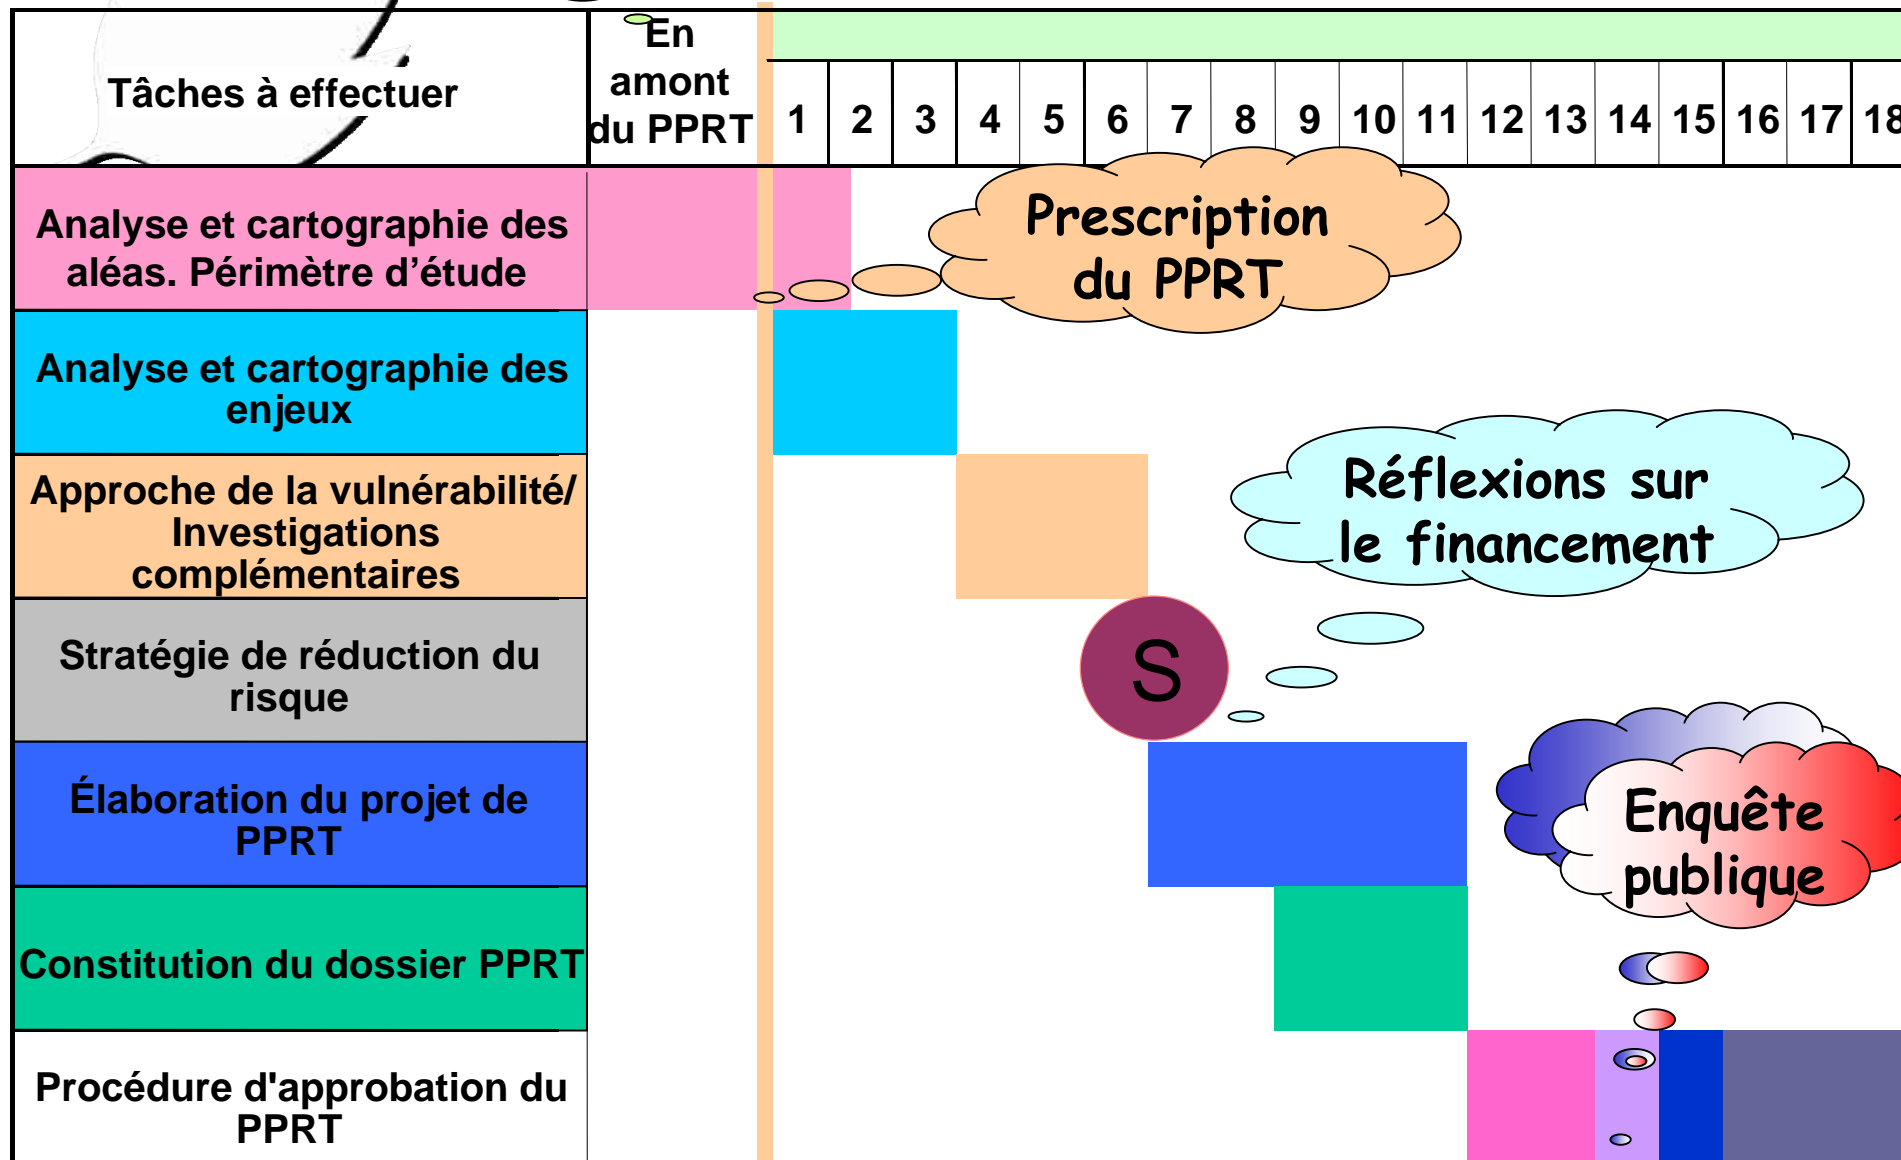 Tâches à effectuer
En
amont
du PPRT
1 2 3 4 5 6 7 8 9 10 11 12 13 14 15 16 17 18
Analyse et cartographie des
aléas. Périmètre d’étude
Prescription
du PPRT
Analyse et cartographie des
enjeux
Approche de la vulnérabilité/
Investigations
complémentaires
Réflexions sur
le financement
Stratégie de réduction du
risque
S
Élaboration du projet de
PPRT
Enquête
publique
Constitution du dossier PPRT
Procédure d'approbation du
PPRT